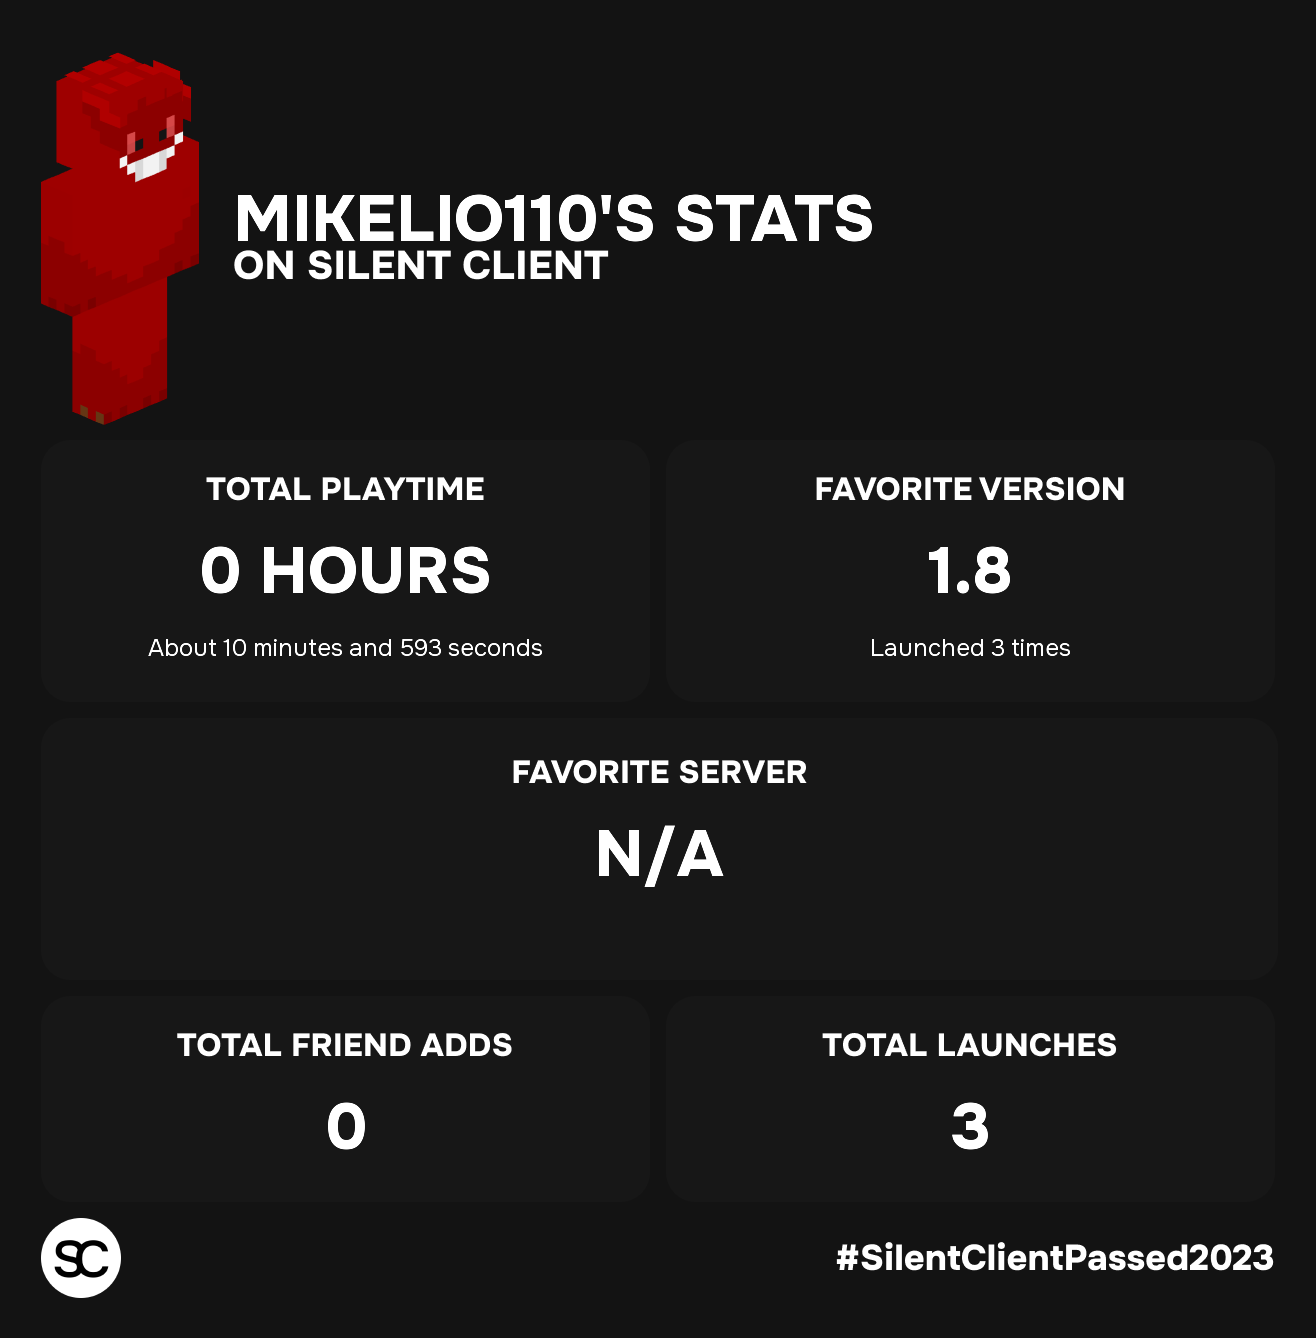 MIKELIO110'S STATS
ON SILENT CLIENT
TOTAL PLAYTIME
0 HOURS
About 10 minutes and 593 seconds
FAVORITE VERSION
1.8
Launched 3 times
FAVORITE SERVER
N/A
TOTAL FRIEND ADDS
0
TOTAL LAUNCHES
3
SC
#SilentClientPassed2023